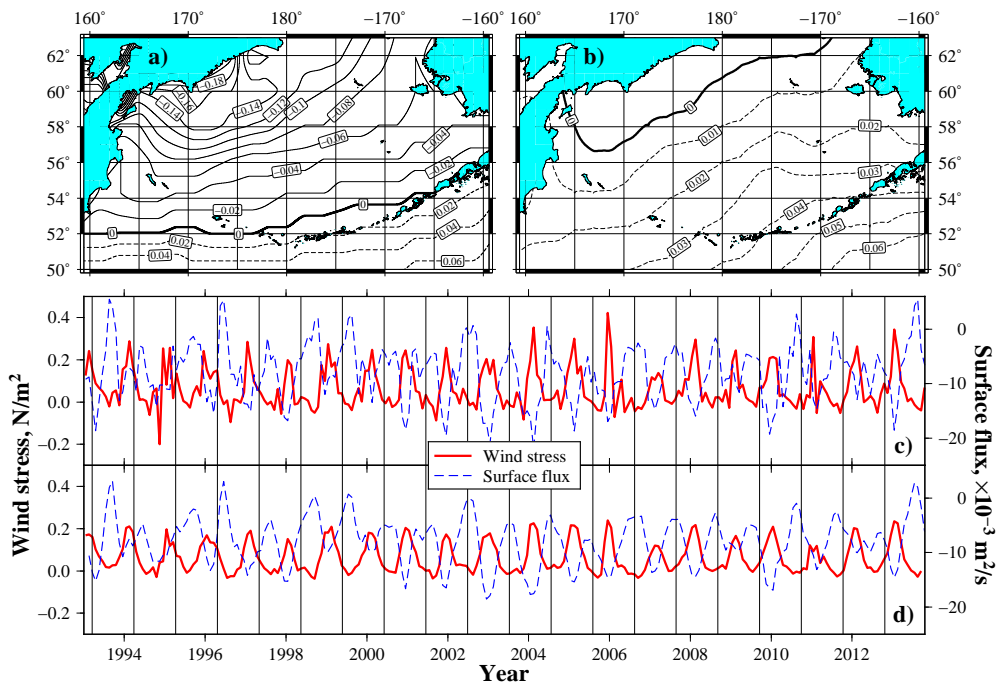 160° 170° 180° −170° −160° 160° 170° 180° −170° −160°
a) b)
62° 62°
60° 60°
58° 58°
56° 56°
54° 54°
52° 52°
50° 50°
−0.18 −0.16 −0.14 −0.14 −0.12 −0.1 −0.08 −0.06 −0.04 −0.04 −0.02 −0.02 0 0 0 0.02 0.02 0.04 0.04 0.06
0 0 0.01 0.02 0.02 0.03 0.03 0.04 0.05 0.06
0.4
0.2
0.0
−0.2
0
−10
−20
c)
Wind stress
Surface flux
0.4
0.2
0.0
−0.2
0
−10
−20
d)
Wind stress, N/m²
Surface flux, ×10⁻³ m²/s
1994 1996 1998 2000 2002 2004 2006 2008 2010 2012
Year